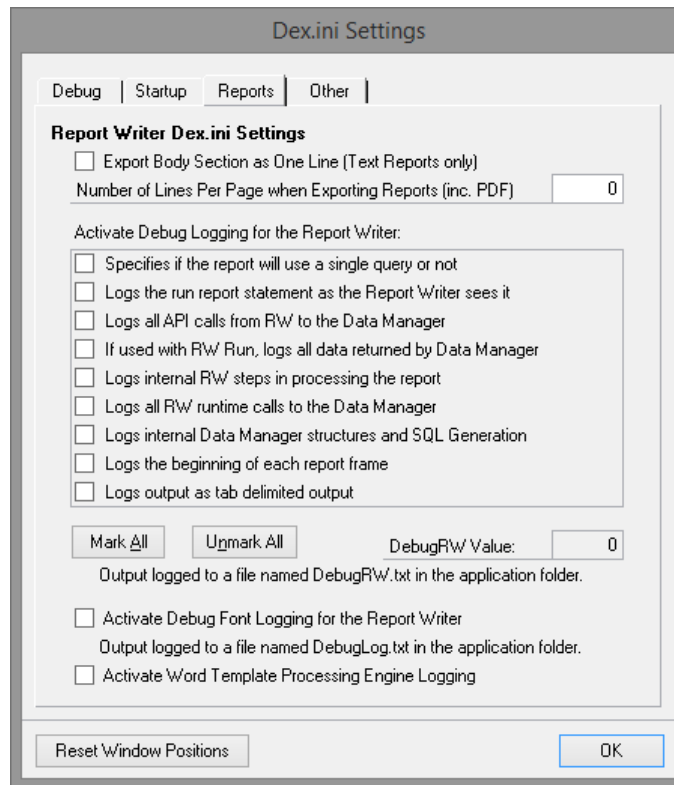 Dex.ini Settings
Debug Startup Reports Other
Report Writer Dex.ini Settings
Export Body Section as One Line (Text Reports only)
Number of Lines Per Page when Exporting Reports (inc. PDF) 0
Activate Debug Logging for the Report Writer:
Specifies if the report will use a single query or not
Logs the run report statement as the Report Writer sees it
Logs all API calls from RW to the Data Manager
If used with RW Run, logs all data returned by Data Manager
Logs internal RW steps in processing the report
Logs all RW runtime calls to the Data Manager
Logs internal Data Manager structures and SQL Generation
Logs the beginning of each report frame
Logs output as tab delimited output
Mark All Unmark All DebugRW Value: 0
Output logged to a file named DebugRW.txt in the application folder.
Activate Debug Font Logging for the Report Writer
Output logged to a file named DebugLog.txt in the application folder.
Activate Word Template Processing Engine Logging
Reset Window Positions OK